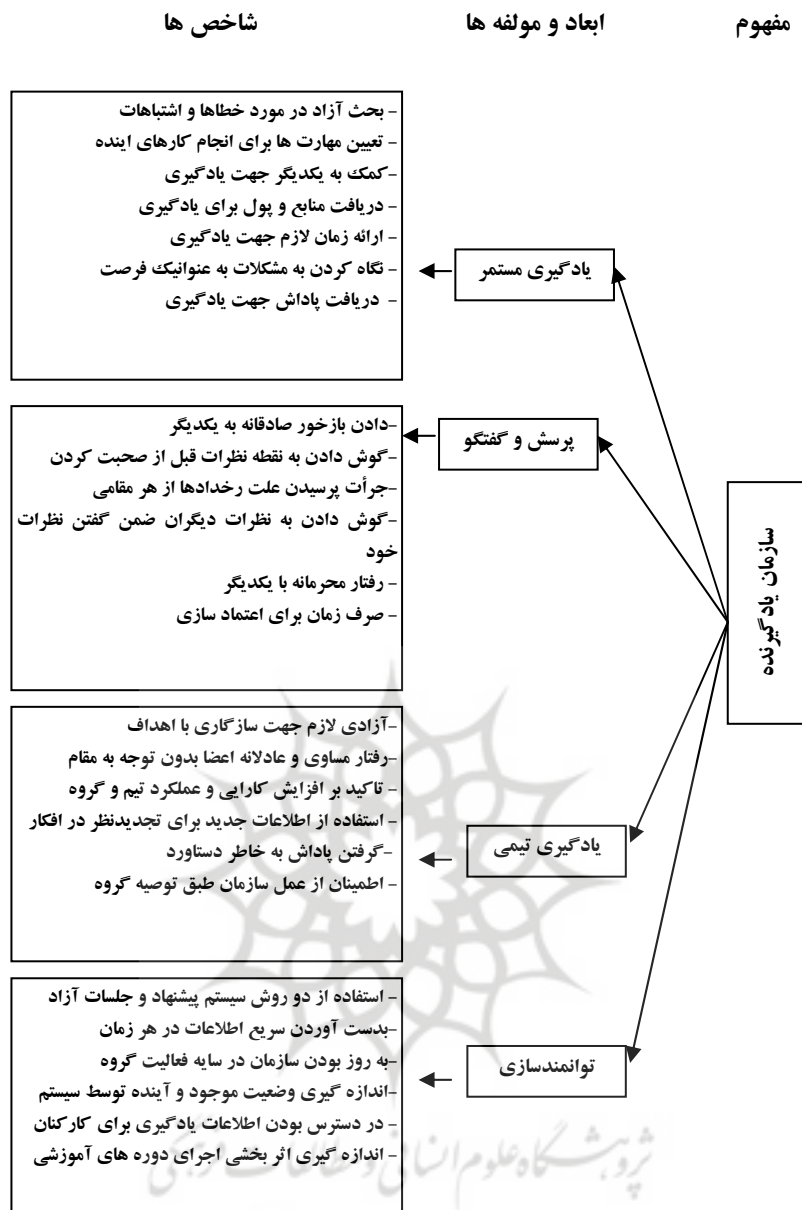 مفهوم
ابعاد و مولفه ها
شاخص ها
سازمان یادگیرنده
یادگیری مستمر
- بحث آزاد در مورد خطاها و اشتباهات
- تعیین مهارت ها برای انجام کارهای اینده
-کمک به یکدیگر جهت یادگیری
- دریافت منابع و پول برای یادگیری
- ارائه زمان لازم جهت یادگیری
- نگاه کردن به مشکلات به عنوانیک فرصت
- دریافت پاداش جهت یادگیری
پرسش و گفتگو
-دادن بازخور صادقانه به یکدیگر
-گوش دادن به نقطه نظرات قبل از صحبت کردن
-جرأت پرسیدن علت رخدادها از هر مقامی
-گوش دادن به نظرات دیگران ضمن گفتن نظرات
خود
- رفتار محرمانه با یکدیگر
- صرف زمان برای اعتماد سازی
یادگیری تیمی
-آزادی لازم جهت سازگاری با اهداف
-رفتار مساوی و عادلانه اعضا بدون توجه به مقام
- تاکید بر افزایش کارایی و عملکرد تیم و گروه
- استفاده از اطلاعات جدید برای تجدیدنظر در افکار
-گرفتن پاداش به خاطر دستاورد
- اطمینان از عمل سازمان طبق توصیه گروه
توانمندسازی
- استفاده از دو روش سیستم پیشنهاد و جلسات آزاد
-بدست آوردن سریع اطلاعات در هر زمان
-به روز بودن سازمان در سایه فعالیت گروه
-اندازه گیری وضعیت موجود و آینده توسط سیستم
- در دسترس بودن اطلاعات یادگیری برای کارکنان
- اندازه گیری اثر بخشی اجرای دوره های آموزشی
پژوهشگاه علوم انسانی و مطالعات فرهنگی